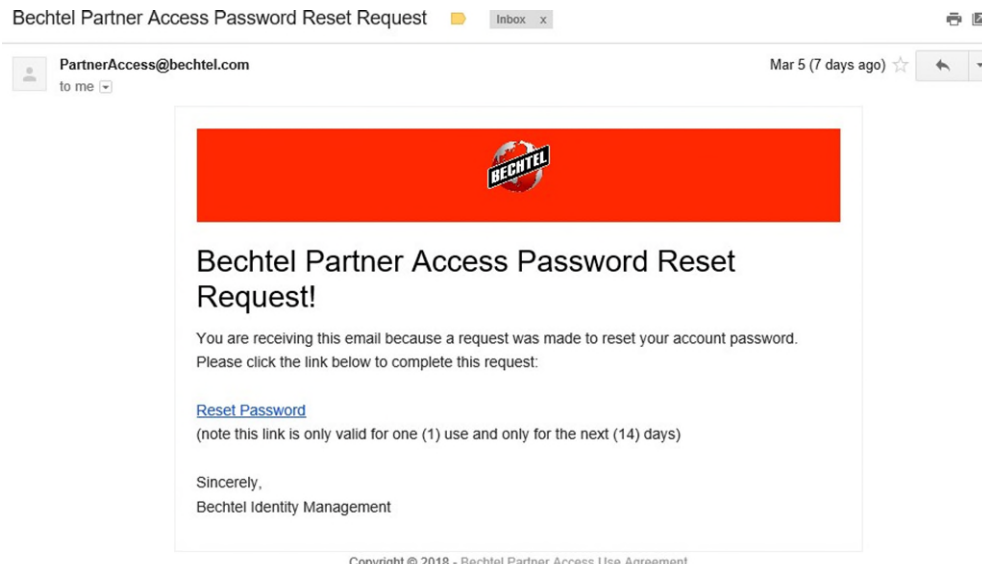 Bechtel Partner Access Password Reset Request Inbox x
PartnerAccess@bechtel.com Mar 5 (7 days ago)
to me
BECHTEL
Bechtel Partner Access Password Reset
Request!
You are receiving this email because a request was made to reset your account password.
Please click the link below to complete this request:
Reset Password
(note this link is only valid for one (1) use and only for the next (14) days)
Sincerely,
Bechtel Identity Management
Copyright © 2018 - Bechtel Partner Access Use Agreement